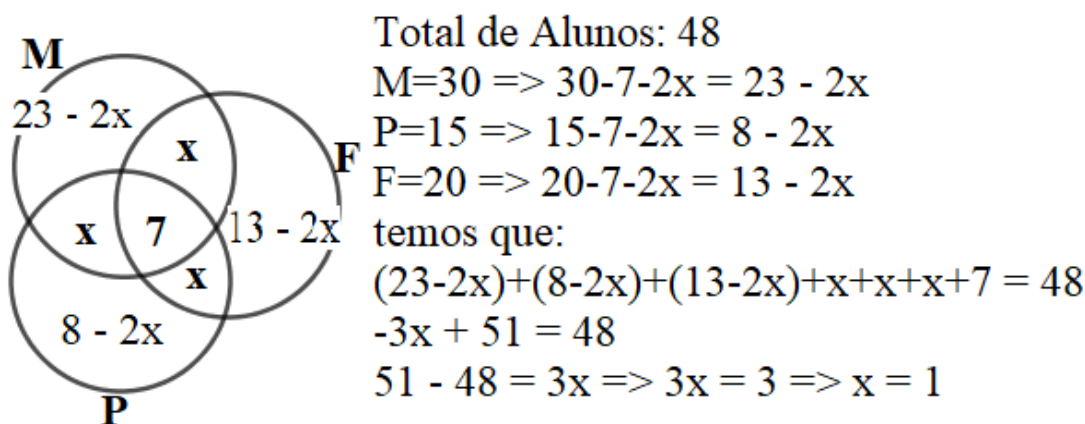 M
23 - 2x
x
F
x
7
13 - 2x
x
8 - 2x
P
Total de Alunos: 48
M=30 => 30-7-2x = 23 - 2x
P=15 => 15-7-2x = 8 - 2x
F=20 => 20-7-2x = 13 - 2x
temos que:
(23-2x)+(8-2x)+(13-2x)+x+x+x+7 = 48
-3x + 51 = 48
51 - 48 = 3x => 3x = 3 => x = 1